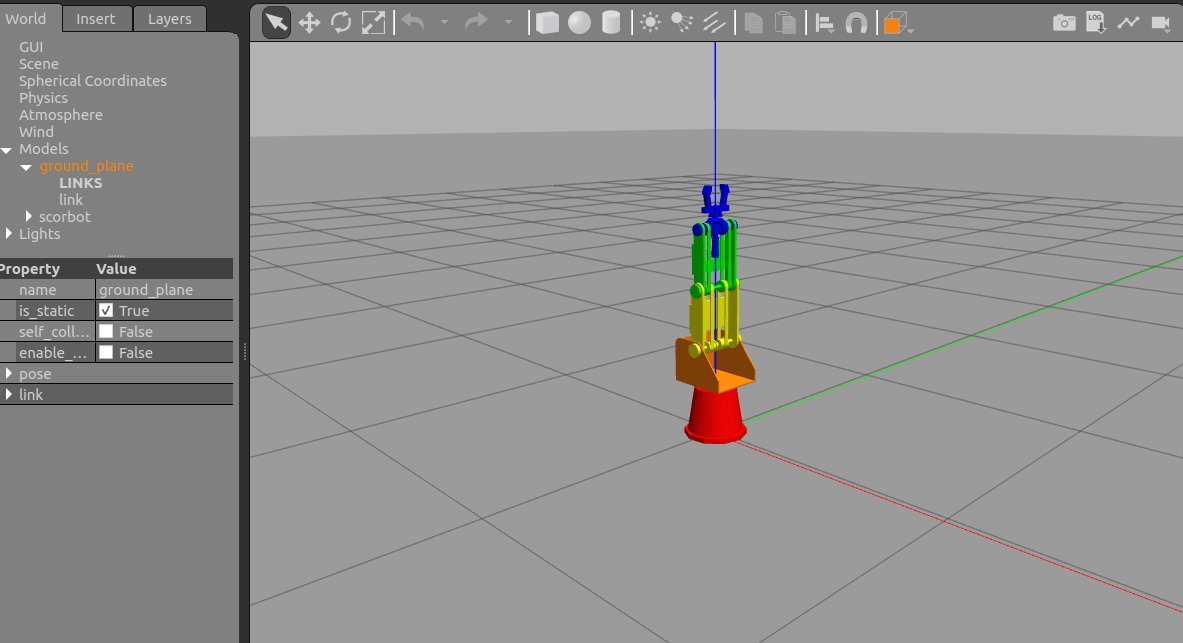 World Insert Layers
GUI
Scene
Spherical Coordinates
Physics
Atmosphere
Wind
Models
ground_plane
LINKS
link
scorbot
Lights
Property Value
name ground_plane
is_static True
self_coll... False
enable_... False
pose
link
LOG